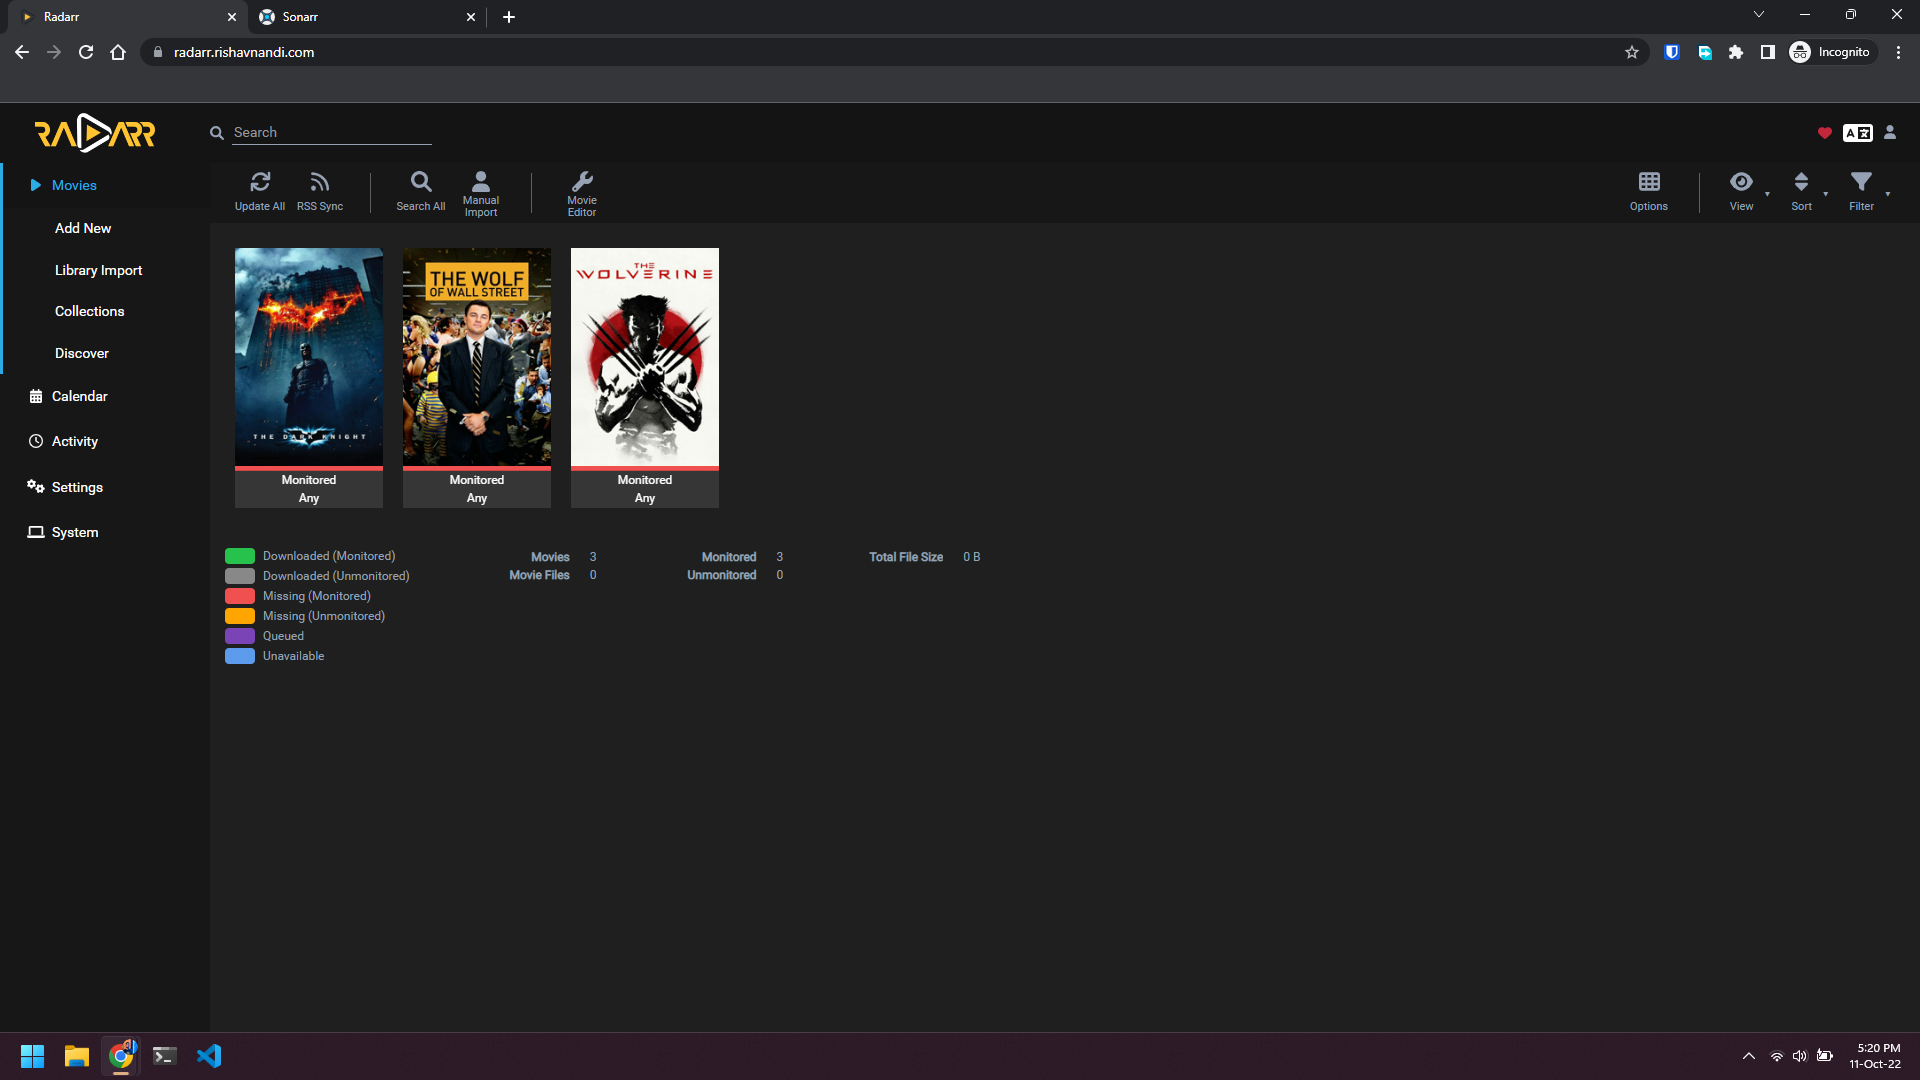 Radarr
Sonarr
radarr.rishavnandi.com
Incognito
RADARR
Search
Movies
Add New
Library Import
Collections
Discover
Calendar
Activity
Settings
System
Update All
RSS Sync
Search All
Manual
Import
Movie
Editor
Options
View
Sort
Filter
THE DARK KNIGHT
Monitored
Any
THE WOLF
OF WALL STREET
Monitored
Any
THE
WOLVERINE
Monitored
Any
Downloaded (Monitored)
Downloaded (Unmonitored)
Missing (Monitored)
Missing (Unmonitored)
Queued
Unavailable
Movies 3
Movie Files 0
Monitored 3
Unmonitored 0
Total File Size 0 B
5:20 PM
11-Oct-22